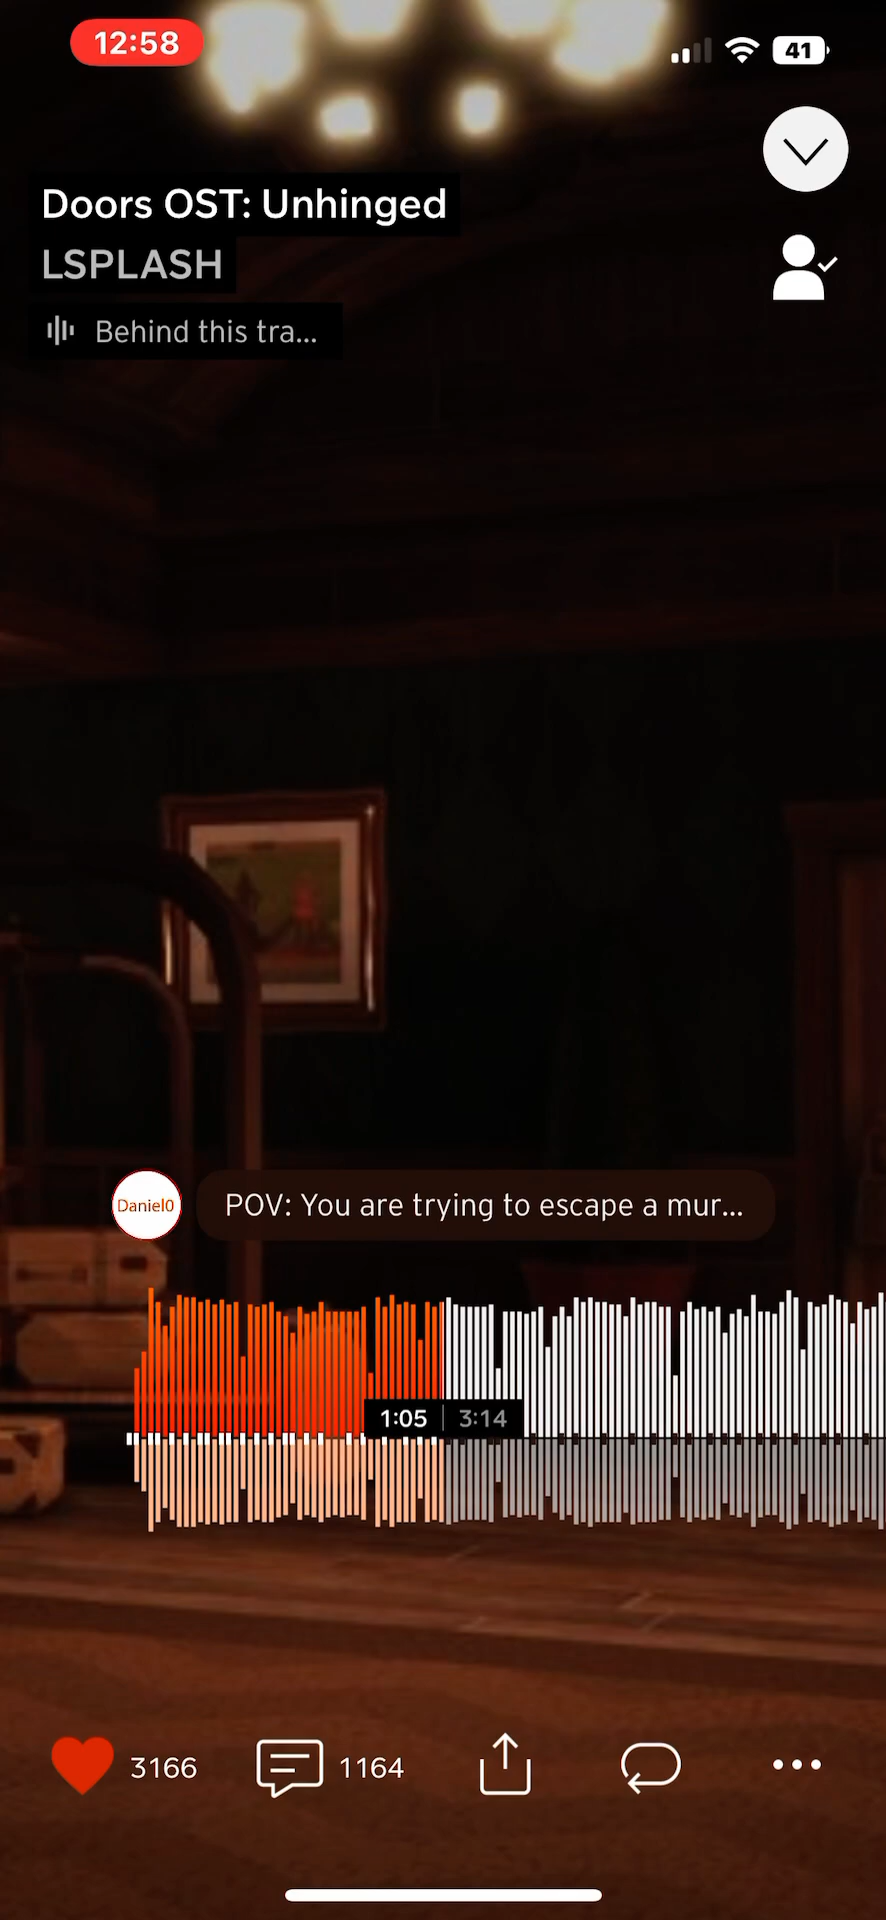 12:58
41
Doors OST: Unhinged
LSPLASH
Behind this tra...
Daniel0
POV: You are trying to escape a mur...
1:05 | 3:14
3166
1164